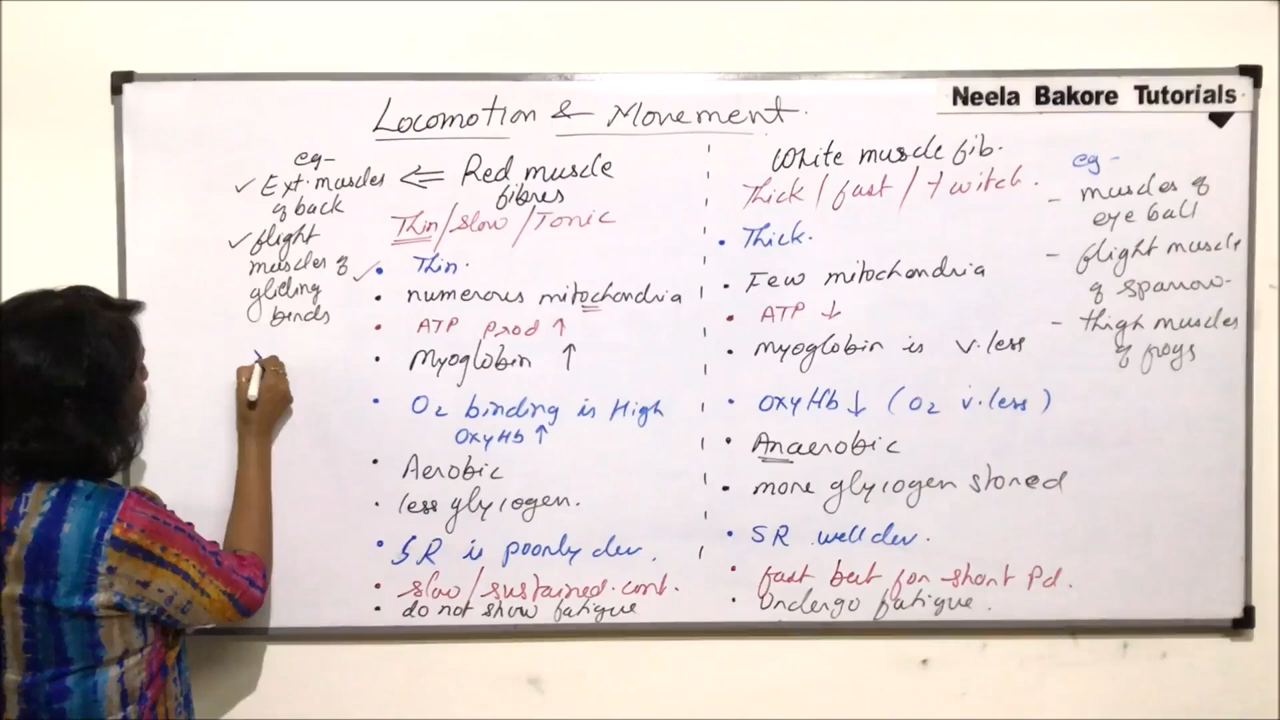 Neela Bakore Tutorials
Locomotion & Movement.
eg-
Ext. muscles
of back
flight
muscles of
gliding
birds
Red muscle
fibres
Thin/slow/Tonic
• Thin.
• numerous mitochondria
• ATP prod ↑
• Myoglobin ↑
• O2 binding is High
OxyHb ↑
• Aerobic
• less glycogen.
• SR is poorly dev.
• slow/sustained. cont.
• do not show fatigue
White muscle fib.
Thick / fast / twitch.
• Thick.
• Few mitochondria
• ATP ↓
• myoglobin is v.less
• OxyHb ↓ (O2 v.less)
• Anaerobic
• more glycogen stored
• SR well dev.
• fast but for short Pd.
• Undergo fatigue.
eg -
- muscles of
eye ball
- flight muscle
of sparrow-
- thigh muscles
of frogs